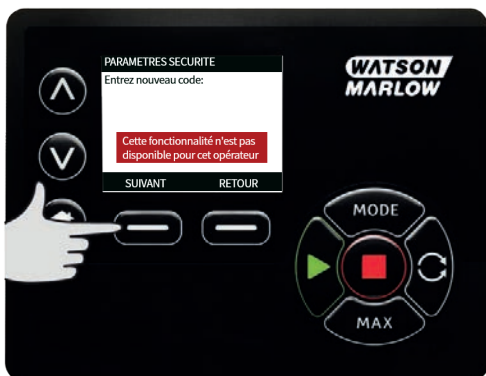 PARAMETRES SECURITE
Entrez nouveau code:
Cette fonctionnalité n'est pas
disponible pour cet opérateur
SUIVANT RETOUR
WATSON
MARLOW
MODE
MAX